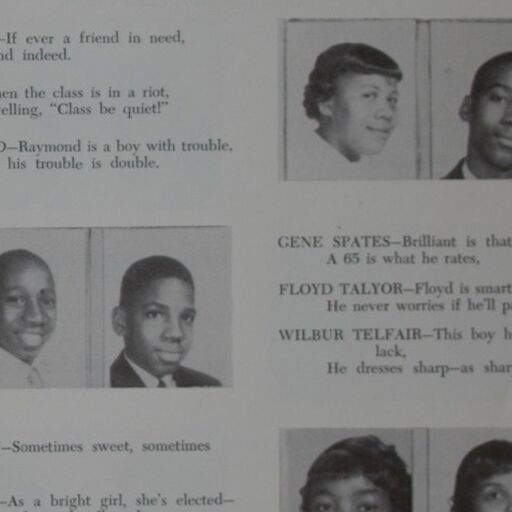 —If ever a friend in need,
nd indeed.
en the class is in a riot,
elling, "Class be quiet!"
D—Raymond is a boy with trouble,
his trouble is double.
GENE SPATES—Brilliant is that
A 65 is what he rates,
FLOYD TALYOR—Floyd is smart
He never worries if he'll p
WILBUR TELFAIR—This boy h
lack,
He dresses sharp—as shar
—Sometimes sweet, sometimes
—As a bright girl, she's elected—